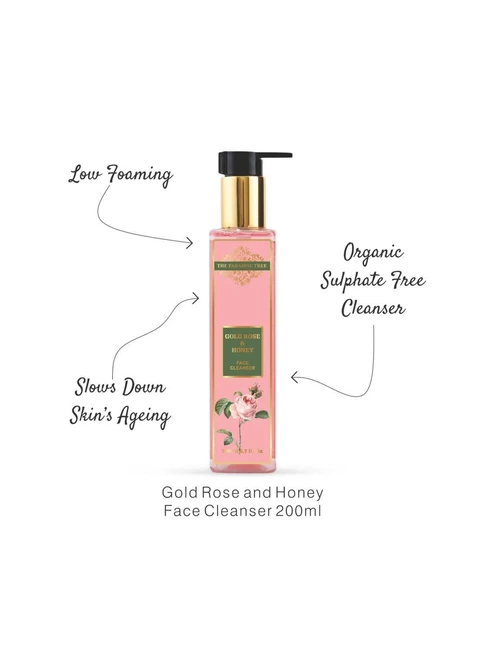 Low Foaming
THE PARADISE TREE
Organic
Sulphate Free
Cleanser
GOLD ROSE
&
HONEY
FACE
CLEANSER
Slows Down
Skin's Ageing
Gold Rose and Honey
Face Cleanser 200ml